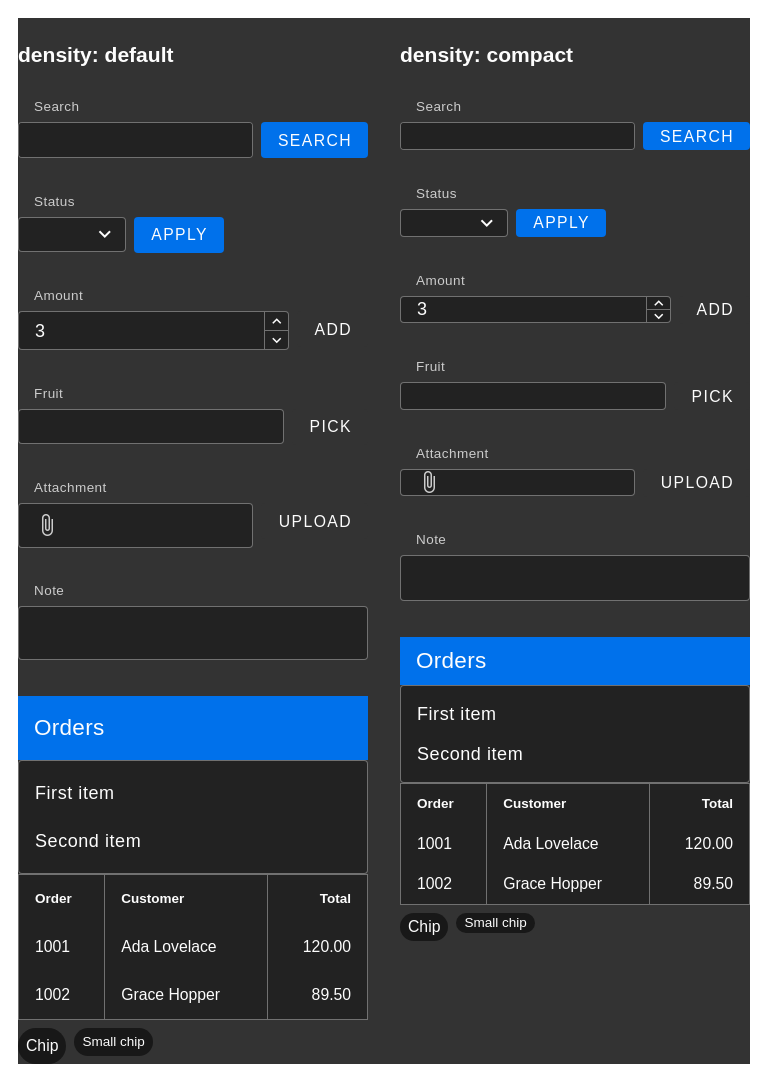 density: default
Search
SEARCH
Status
APPLY
Amount
3
ADD
Fruit
PICK
Attachment
UPLOAD
Note
Orders
First item
Second item
Order Customer Total
1001 Ada Lovelace 120.00
1002 Grace Hopper 89.50
Chip Small chip
density: compact
Search
SEARCH
Status
APPLY
Amount
3
ADD
Fruit
PICK
Attachment
UPLOAD
Note
Orders
First item
Second item
Order Customer Total
1001 Ada Lovelace 120.00
1002 Grace Hopper 89.50
Chip Small chip